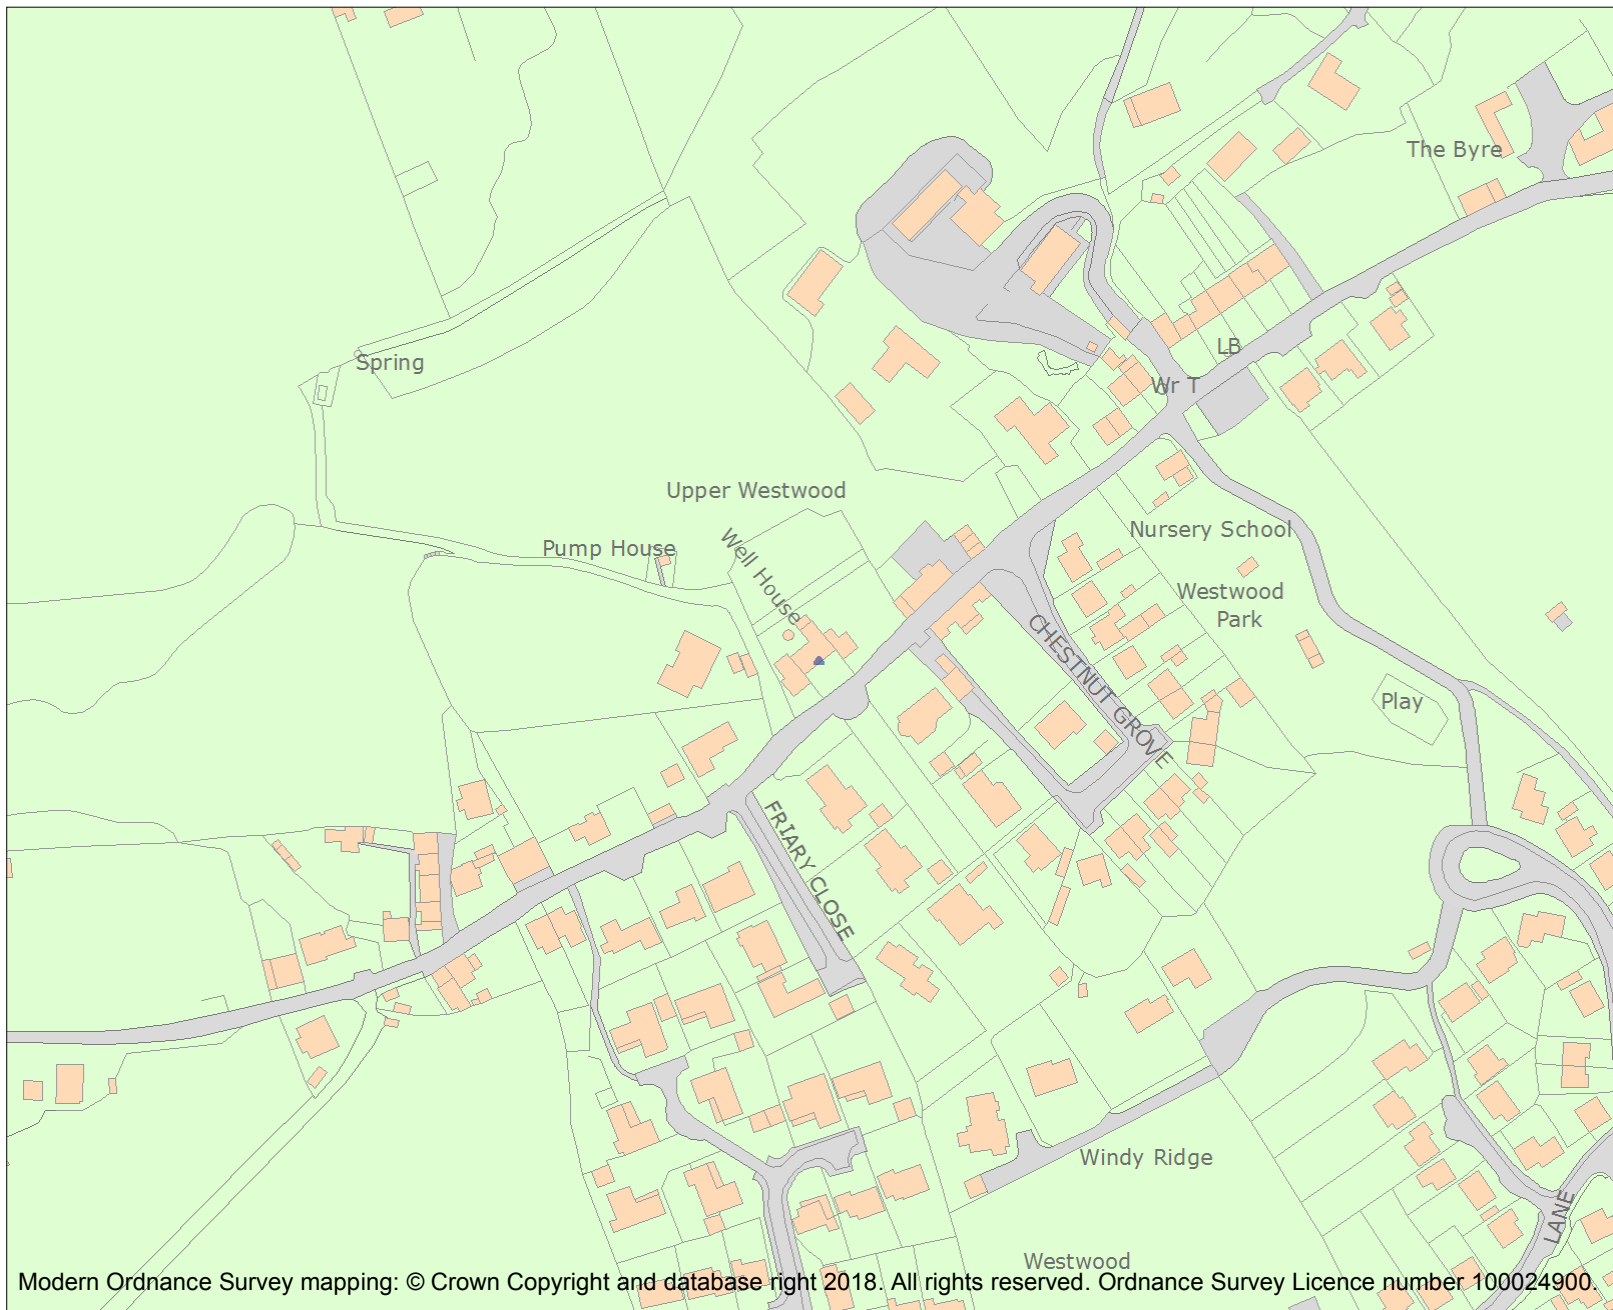 The Byre
LB
Spring
Wr T
Upper Westwood
Nursery School
Pump House
Well House
Westwood
Park
CHESTNUT GROVE
Play
FRIARY CLOSE
Windy Ridge
LANE
Westwood
Modern Ordnance Survey mapping: © Crown Copyright and database right 2018. All rights reserved. Ordnance Survey Licence number 100024900.